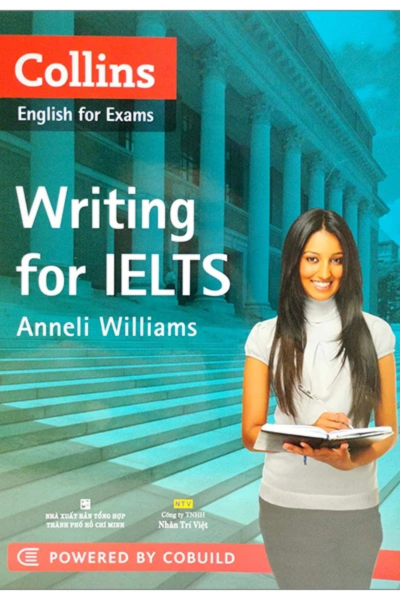 Collins
English for Exams
Writing
for IELTS
Anneli Williams
NHÀ XUẤT BẢN TỔNG HỢP
THÀNH PHỐ HỒ CHÍ MINH
NTV
Công ty TNHH
Nhân Trí Việt
POWERED BY COBUILD